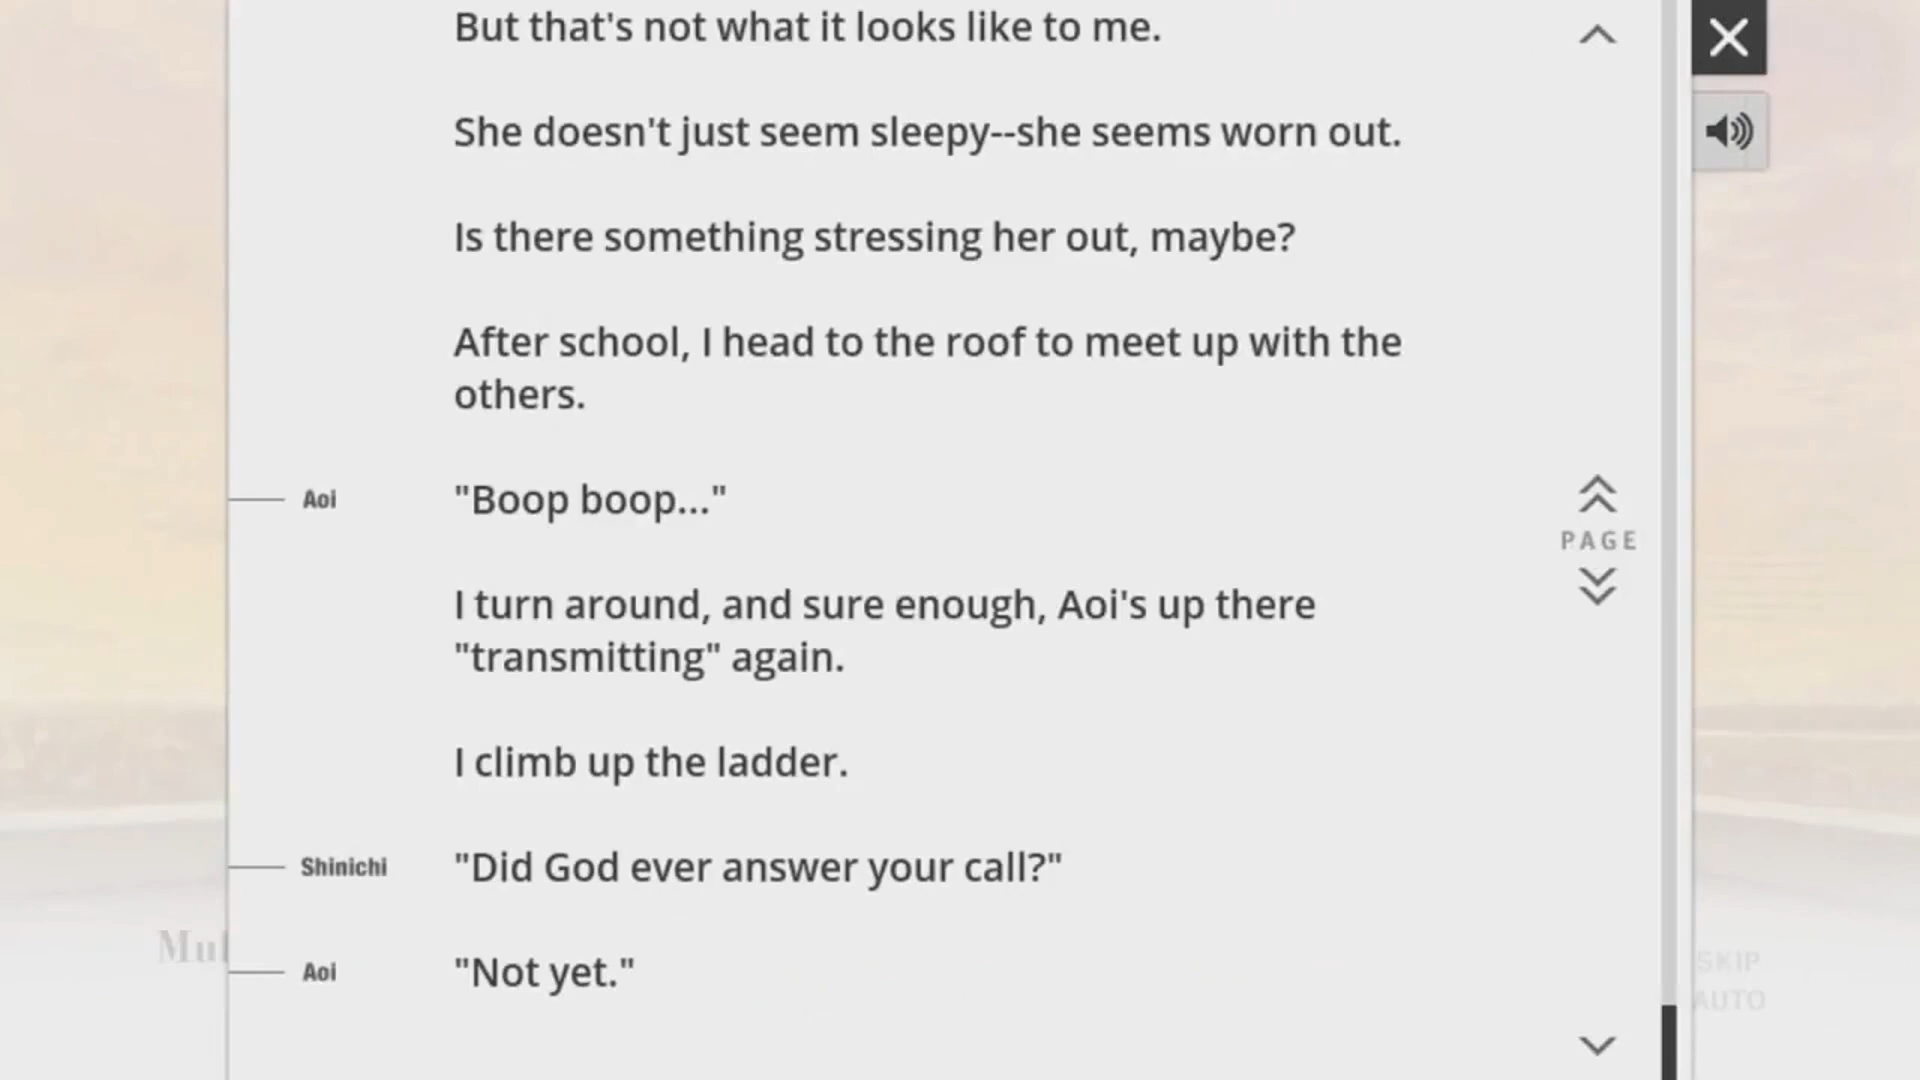 But that's not what it looks like to me.
She doesn't just seem sleepy--she seems worn out.
Is there something stressing her out, maybe?
After school, I head to the roof to meet up with the
others.
Aoi "Boop boop..."
PAGE
I turn around, and sure enough, Aoi's up there
"transmitting" again.
I climb up the ladder.
Shinichi "Did God ever answer your call?"
Aoi "Not yet."
SKIP
AUTO